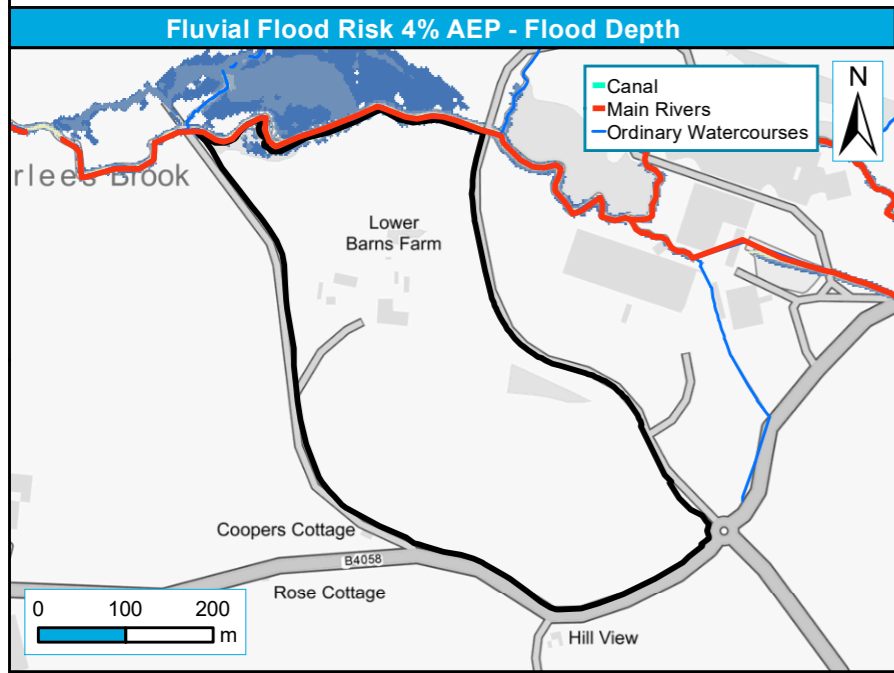 Fluvial Flood Risk 4% AEP - Flood Depth
Canal
Main Rivers
Ordinary Watercourses
N
rlees Brook
Lower
Barns Farm
Coopers Cottage
B4058
Rose Cottage
0 100 200
m
Hill View